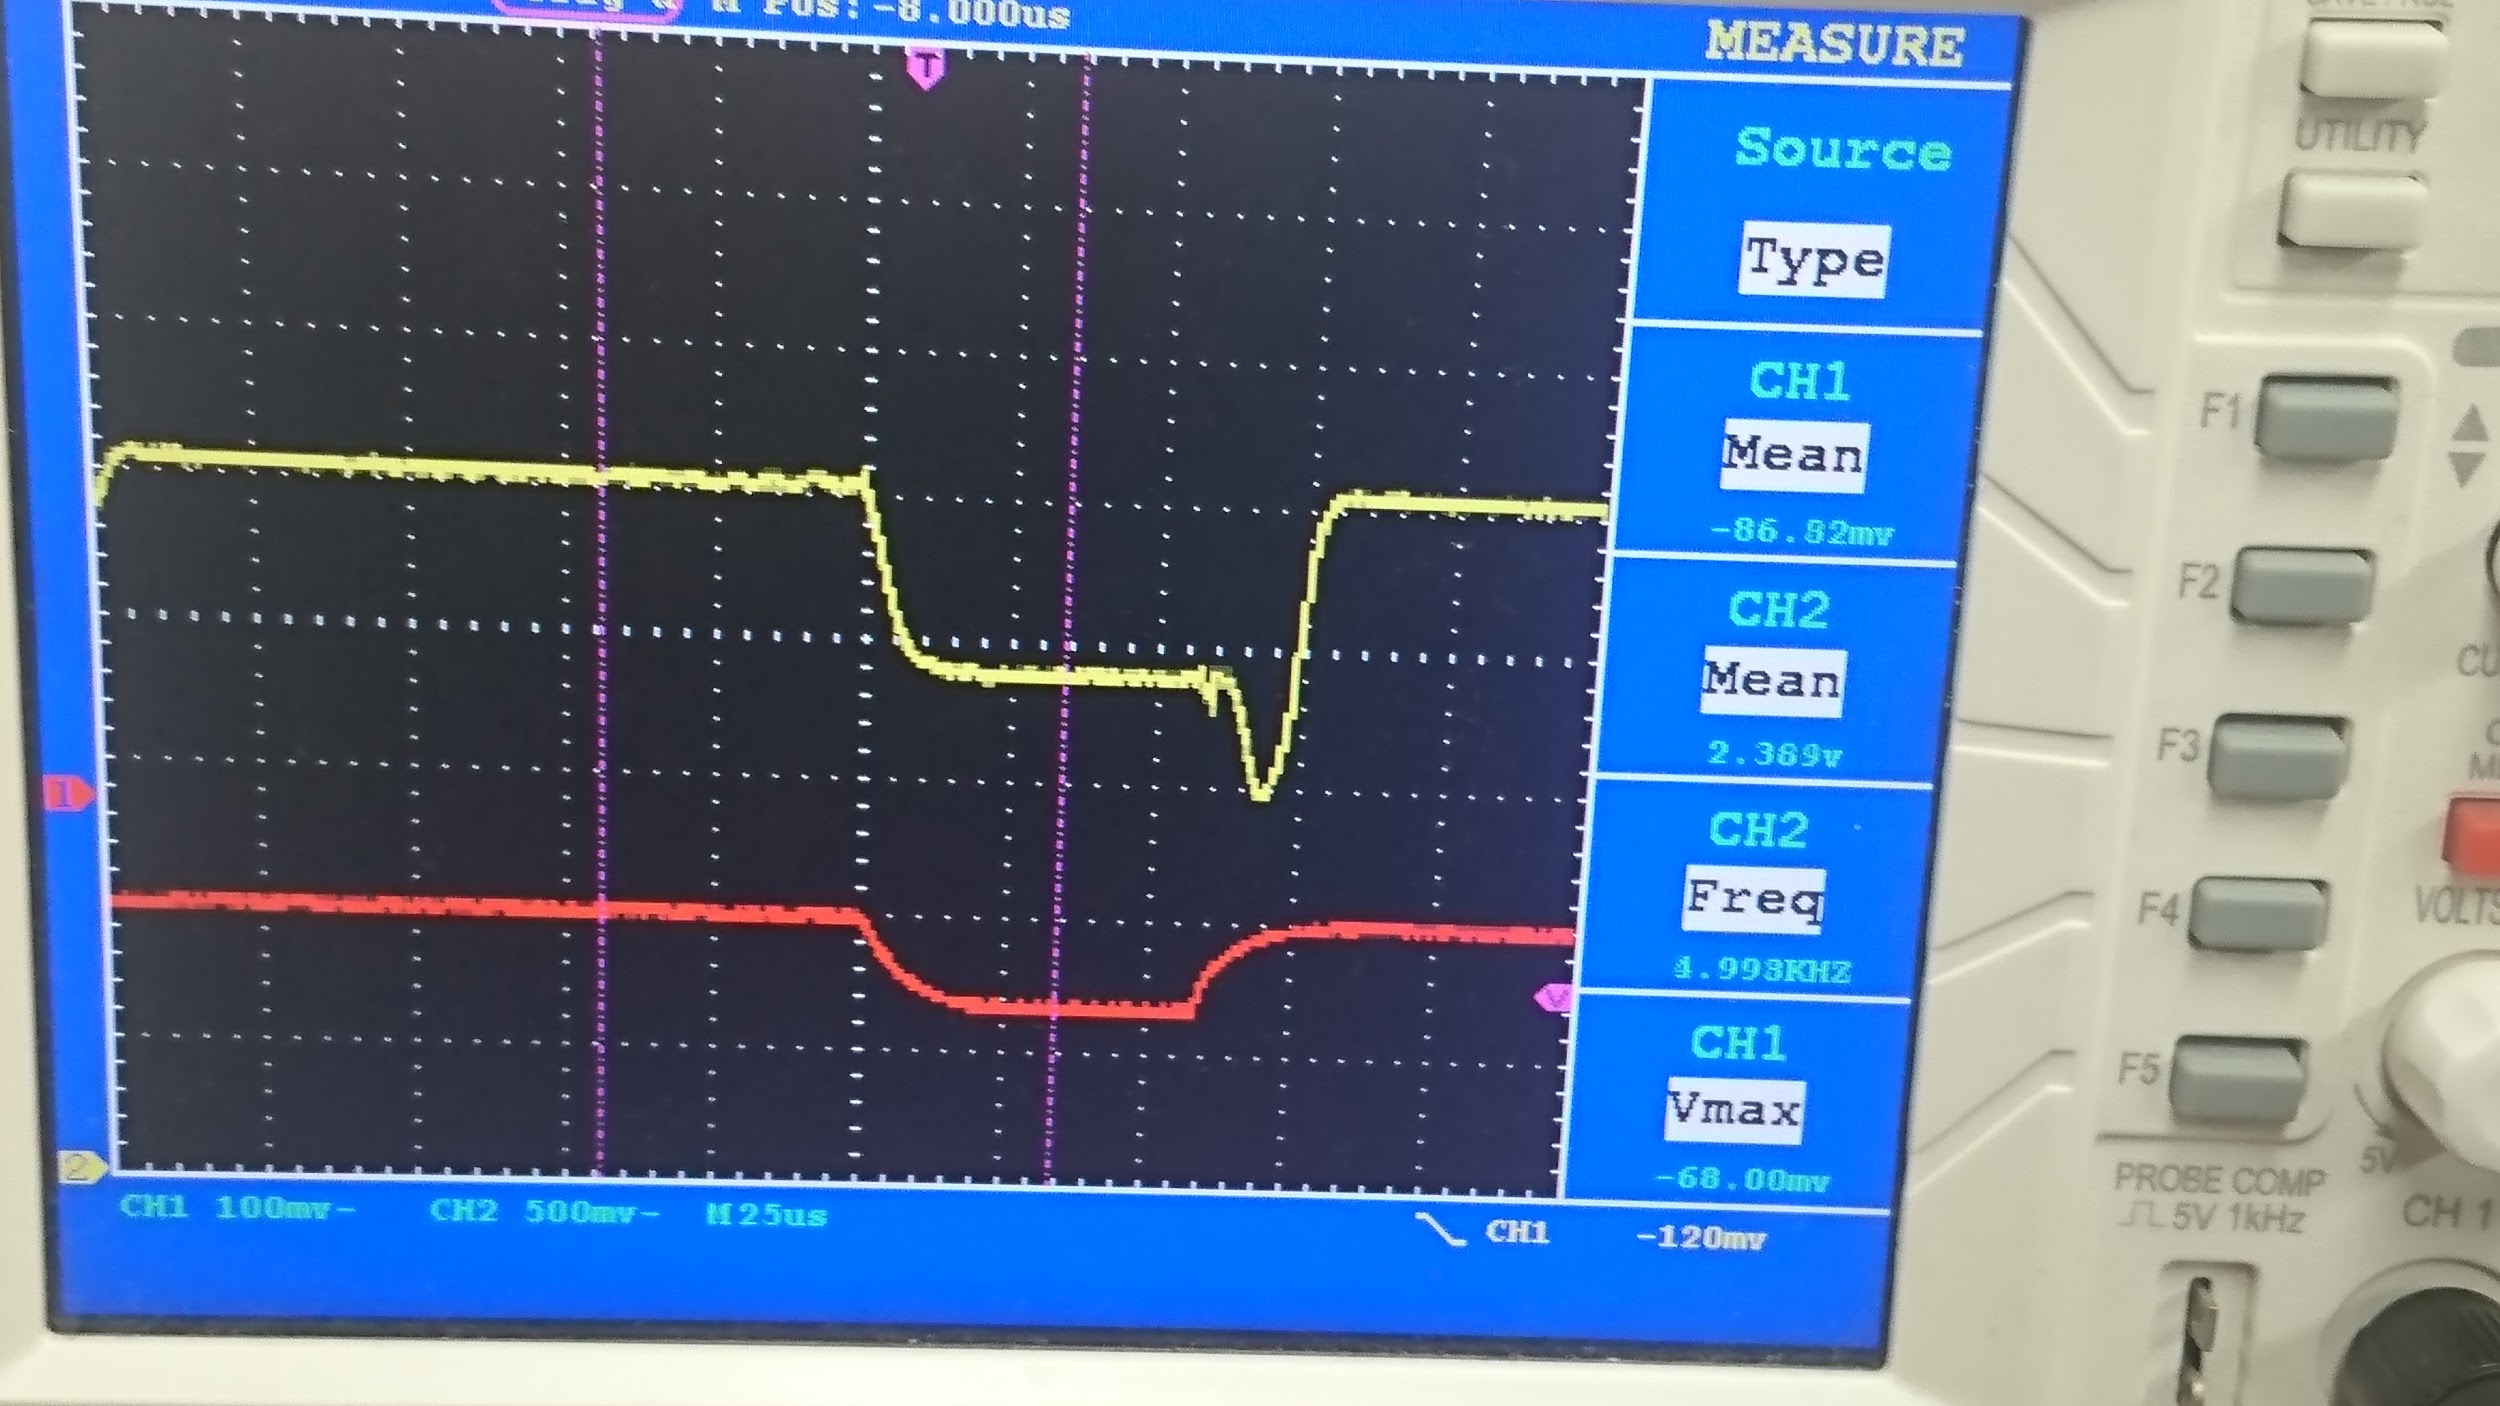 M Pos:-8.000us
MEASURE
T
Source
Type
CH1
Mean
-86.82mv
CH2
Mean
2.389v
CH2
Freq
4.998KHZ
CH1
Vmax
-68.00mv
1
2
V
CH1 100mv-
CH2 500mv-
M25us
CH1
-120mv
UTILITY
F1
F2
F3
F4
F5
CU
VOLTS
5V
PROBE COMP
5V 1kHz
CH 1